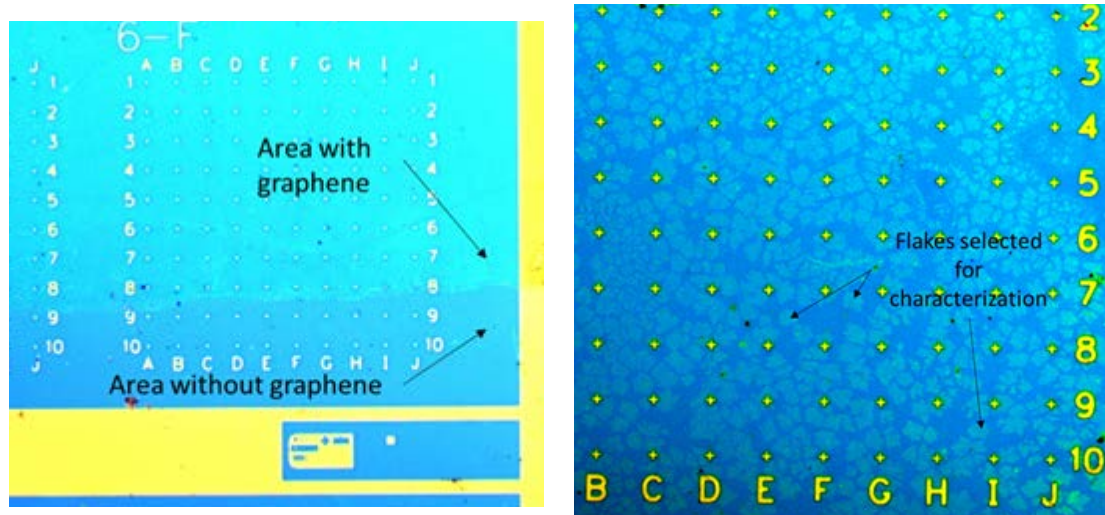 6-F
J A B C D E F G H I J
1 1 1
2 2 2
3 3 3
4 4 4
5 5 5
6 6 6
7 7 7
8 8 8
9 9 9
10 10 10
J A B C D E F G H I J
Area with
graphene
Area without graphene
2
3
4
5
6
7
8
9
10
B C D E F G H I J
Flakes selected
for
characterization